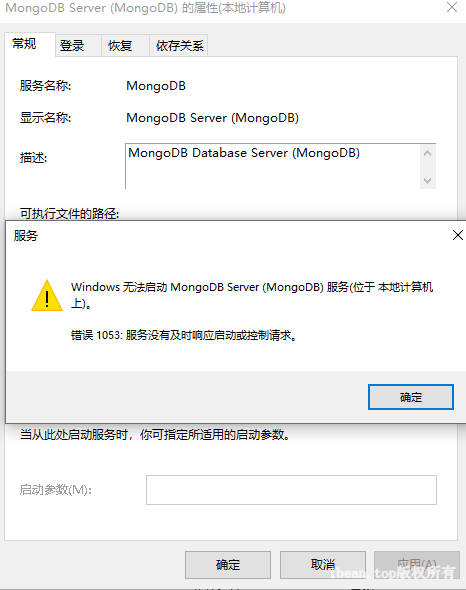 MongoDB Server (MongoDB) 的属性(本地计算机)
常规 登录 恢复 依存关系
服务名称: MongoDB
显示名称: MongoDB Server (MongoDB)
描述: MongoDB Database Server (MongoDB)
可执行文件的路径:
服务
Windows 无法启动 MongoDB Server (MongoDB) 服务(位于 本地计算机
上)。
错误 1053: 服务没有及时响应启动或控制请求。
确定
当从此处启动服务时，你可指定所适用的启动参数。
启动参数(M):
确定 取消 应用(A)